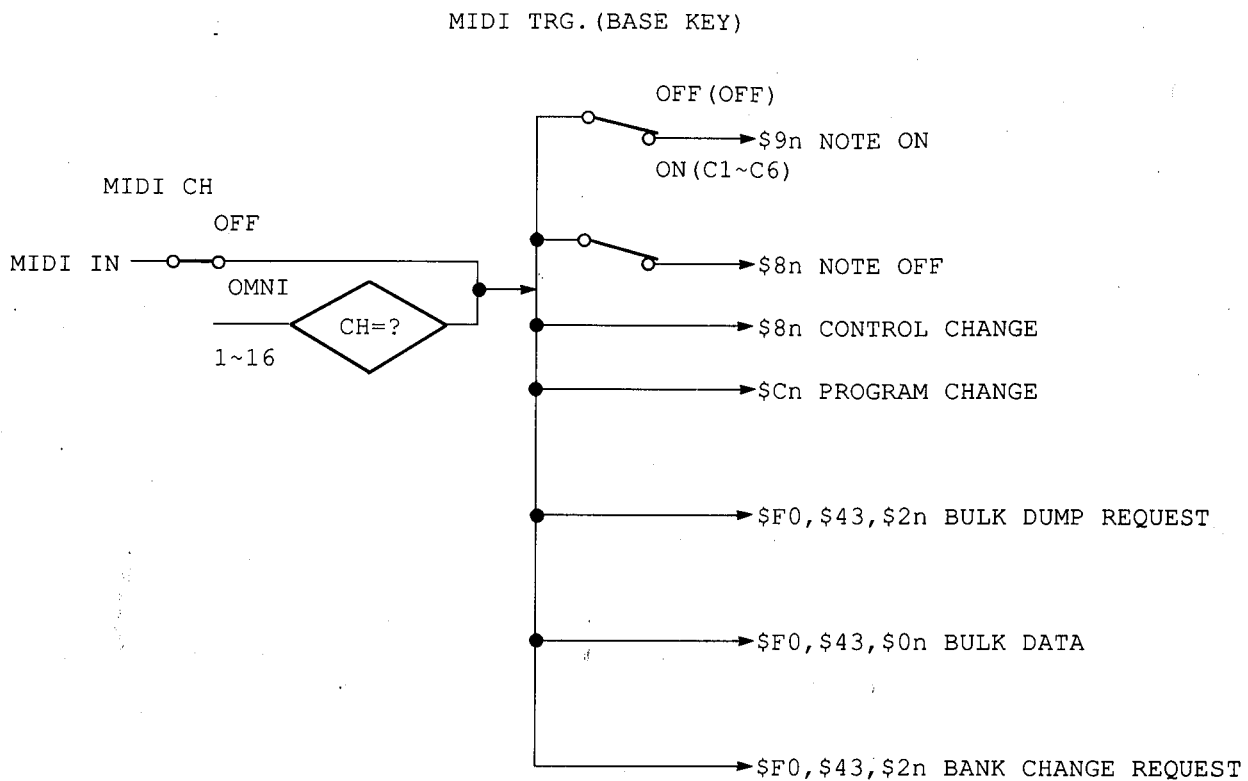 MIDI TRG.(BASE KEY)
OFF(OFF)
$9n NOTE ON
ON(C1~C6)
MIDI CH
OFF
MIDI IN
OMNI
$8n NOTE OFF
CH=?
1~16
$8n CONTROL CHANGE
$Cn PROGRAM CHANGE
$F0,$43,$2n BULK DUMP REQUEST
$F0,$43,$0n BULK DATA
$F0,$43,$2n BANK CHANGE REQUEST